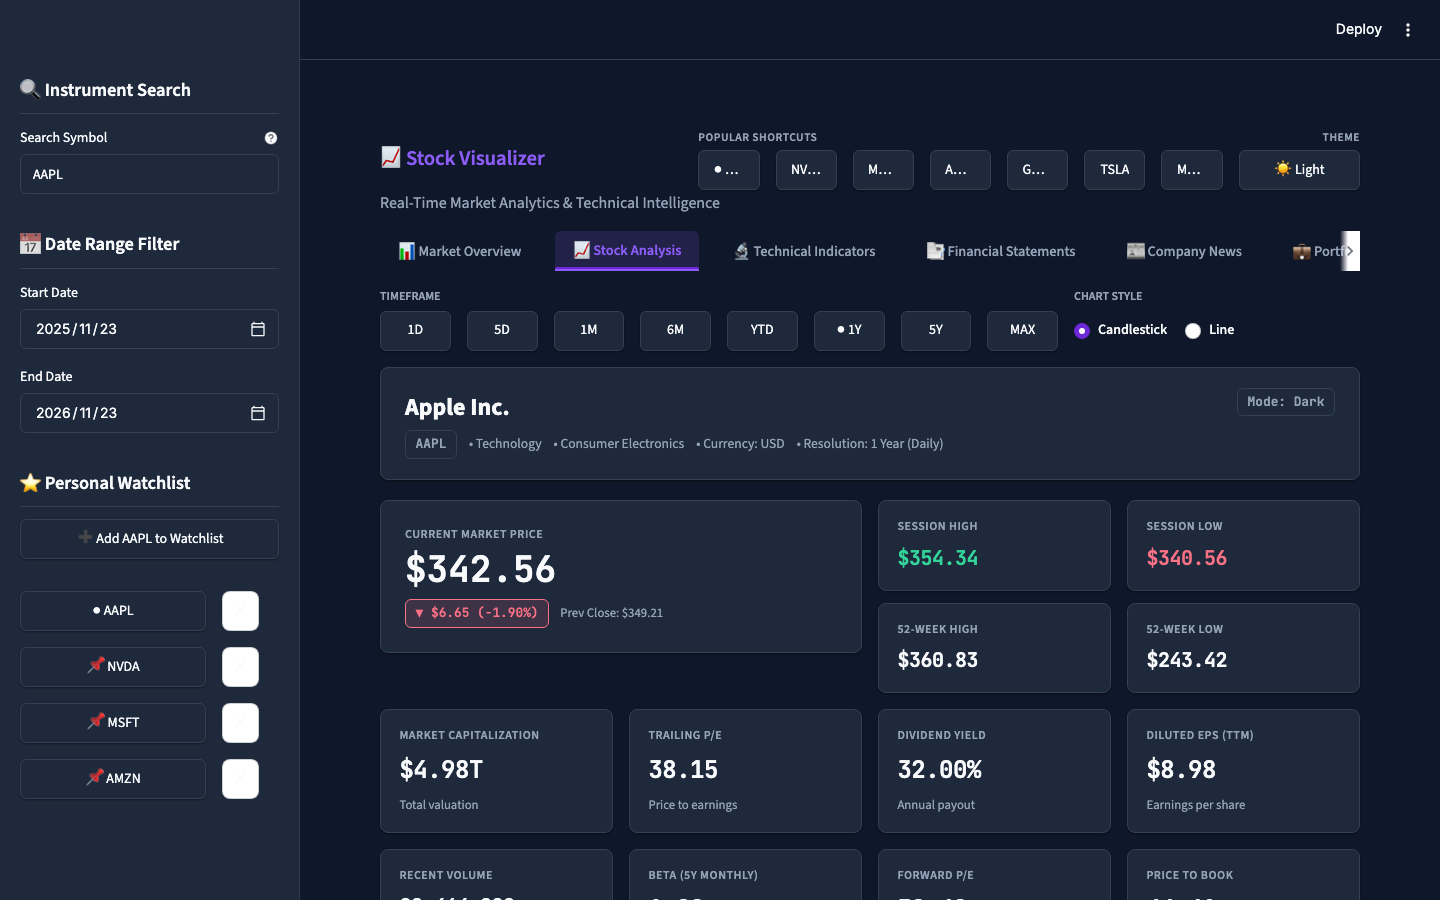 Deploy
Instrument Search
Search Symbol
AAPL
Date Range Filter
Start Date
2025/11/23
End Date
2026/11/23
Personal Watchlist
Add AAPL to Watchlist
AAPL
NVDA
MSFT
AMZN
Stock Visualizer
Real-Time Market Analytics & Technical Intelligence
POPULAR SHORTCUTS
...
NV...
M...
A...
G...
TSLA
M...
THEME
Light
Market Overview
Stock Analysis
Technical Indicators
Financial Statements
Company News
TIMEFRAME
1D
5D
1M
6M
YTD
1Y
5Y
MAX
CHART STYLE
Candlestick
Line
Apple Inc.
Mode: Dark
AAPL • Technology • Consumer Electronics • Currency: USD • Resolution: 1 Year (Daily)
CURRENT MARKET PRICE
$342.56
▼ $6.65 (-1.90%) Prev Close: $349.21
SESSION HIGH
$354.34
SESSION LOW
$340.56
52-WEEK HIGH
$360.83
52-WEEK LOW
$243.42
MARKET CAPITALIZATION
$4.98T
Total valuation
TRAILING P/E
38.15
Price to earnings
DIVIDEND YIELD
32.00%
Annual payout
DILUTED EPS (TTM)
$8.98
Earnings per share
RECENT VOLUME
BETA (5Y MONTHLY)
FORWARD P/E
PRICE TO BOOK